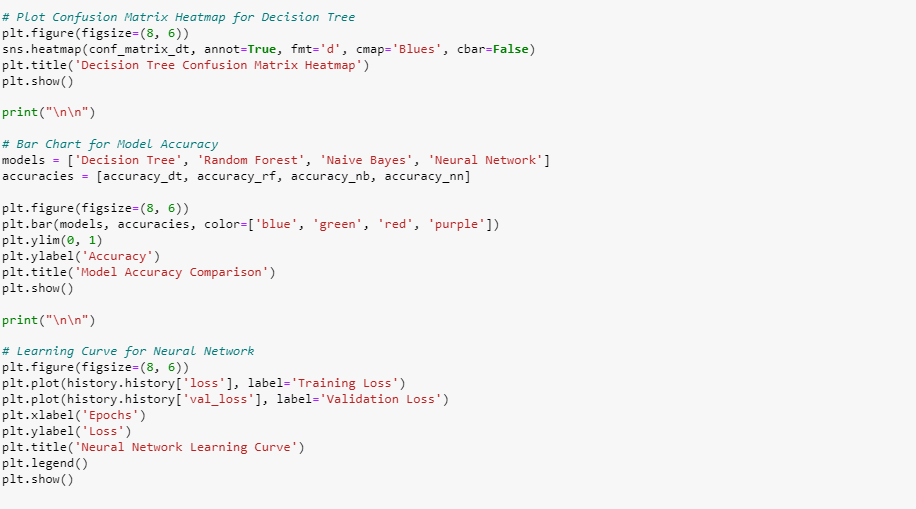 # Plot Confusion Matrix Heatmap for Decision Tree
plt.figure(figsize=(8, 6))
sns.heatmap(conf_matrix_dt, annot=True, fmt='d', cmap='Blues', cbar=False)
plt.title('Decision Tree Confusion Matrix Heatmap')
plt.show()
print("\n\n")
# Bar Chart for Model Accuracy
models = ['Decision Tree', 'Random Forest', 'Naive Bayes', 'Neural Network']
accuracies = [accuracy_dt, accuracy_rf, accuracy_nb, accuracy_nn]
plt.figure(figsize=(8, 6))
plt.bar(models, accuracies, color=['blue', 'green', 'red', 'purple'])
plt.ylim(0, 1)
plt.ylabel('Accuracy')
plt.title('Model Accuracy Comparison')
plt.show()
print("\n\n")
# Learning Curve for Neural Network
plt.figure(figsize=(8, 6))
plt.plot(history.history['loss'], label='Training Loss')
plt.plot(history.history['val_loss'], label='Validation Loss')
plt.xlabel('Epochs')
plt.ylabel('Loss')
plt.title('Neural Network Learning Curve')
plt.legend()
plt.show()